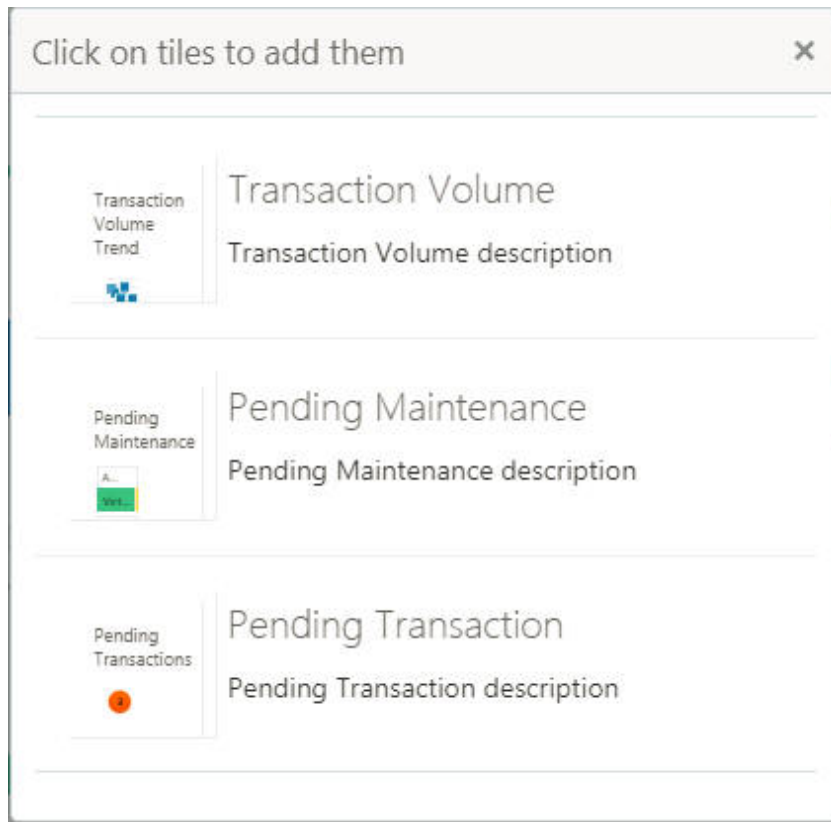 Click on tiles to add them
Transaction
Volume
Trend
Transaction Volume
Transaction Volume description
Pending
Maintenance
A...
Pending Maintenance
Pending Maintenance description
Pending
Transactions
Pending Transaction
Pending Transaction description